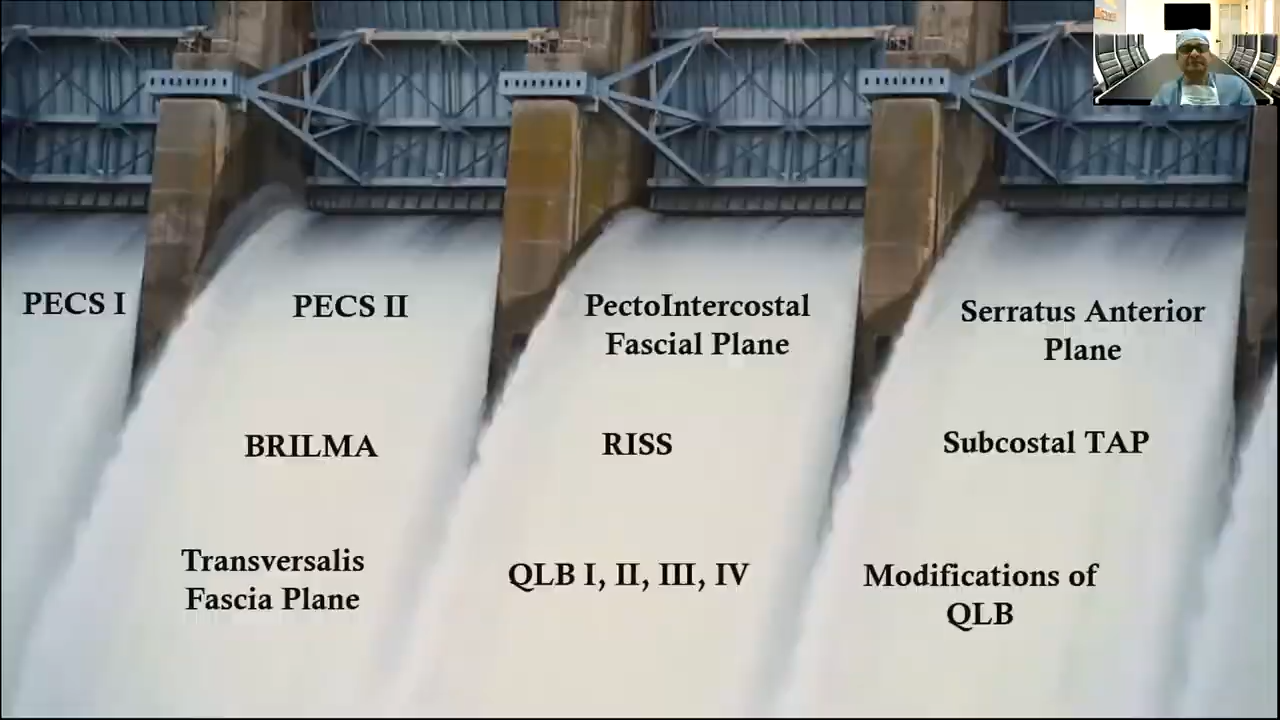 PECS I
PECS II
PectoIntercostal
Fascial Plane
Serratus Anterior
Plane
BRILMA
RISS
Subcostal TAP
Transversalis
Fascia Plane
QLB I, II, III, IV
Modifications of
QLB